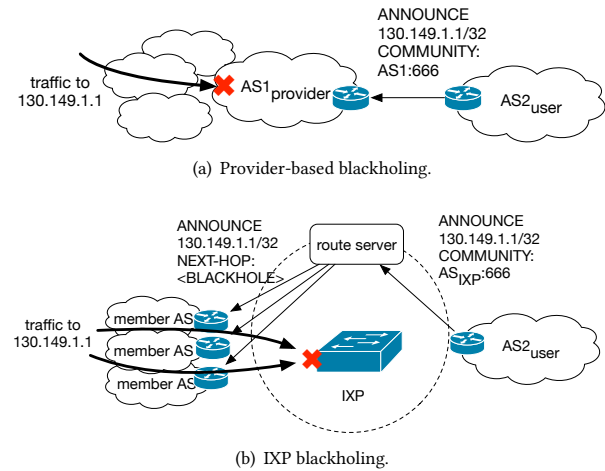 ANNOUNCE
130.149.1.1/32
COMMUNITY:
AS1:666
traffic to
130.149.1.1
AS1provider
AS2user
(a) Provider-based blackholing.
ANNOUNCE
130.149.1.1/32
NEXT-HOP:
<BLACKHOLE>
route server
ANNOUNCE
130.149.1.1/32
COMMUNITY:
ASIXP:666
traffic to
130.149.1.1
member AS
member AS
member AS
IXP
AS2user
(b) IXP blackholing.